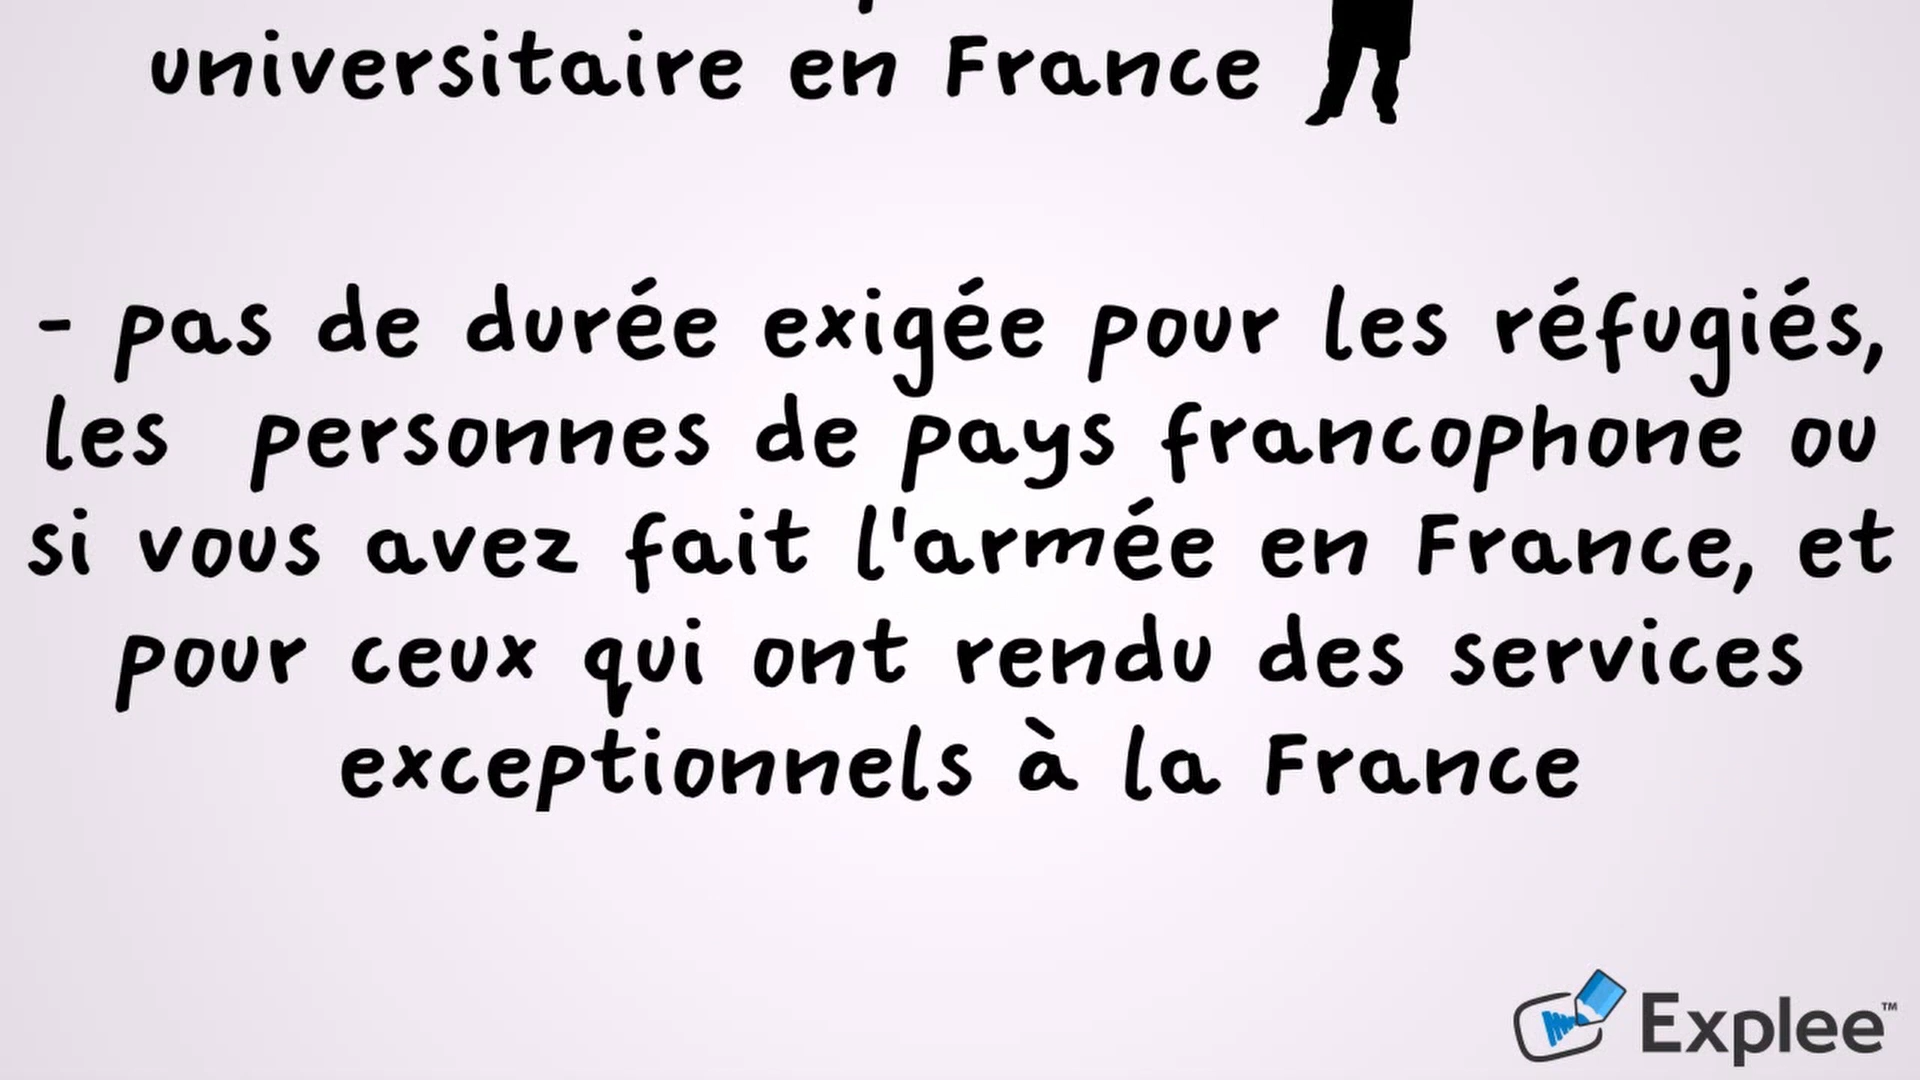 universitaire en France
- pas de durée exigée pour les réfugiés,
les personnes de pays francophone ou
si vous avez fait l'armée en France, et
pour ceux qui ont rendu des services
exceptionnels à la France
Explee™